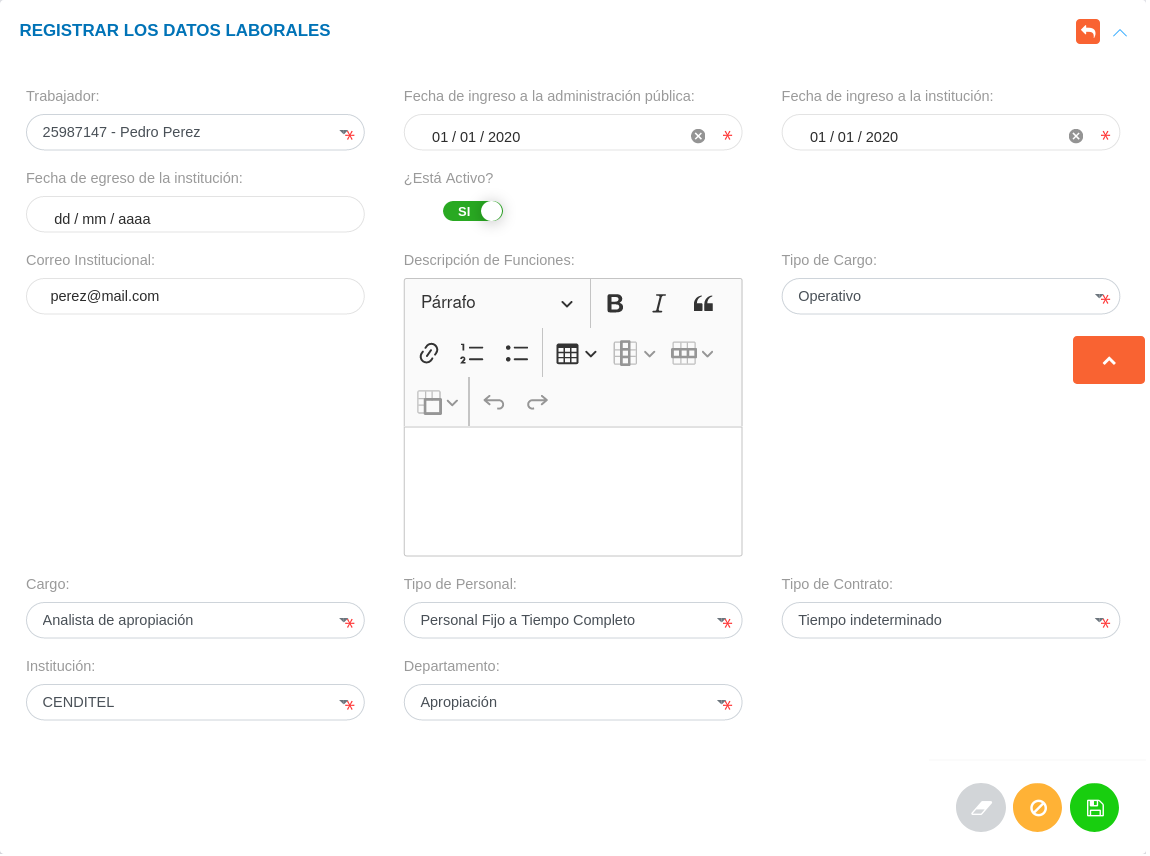 REGISTRAR LOS DATOS LABORALES
Trabajador: Fecha de ingreso a la administración pública: Fecha de ingreso a la institución:
25987147 - Pedro Perez 01 / 01 / 2020 01 / 01 / 2020
Fecha de egreso de la institución: ¿Está Activo?
dd / mm / aaaa SI
Correo Institucional: Descripción de Funciones: Tipo de Cargo:
perez@mail.com Párrafo B I Operativo
Cargo: Tipo de Personal: Tipo de Contrato:
Analista de apropiación Personal Fijo a Tiempo Completo Tiempo indeterminado
Institución: Departamento:
CENDITEL Apropiación